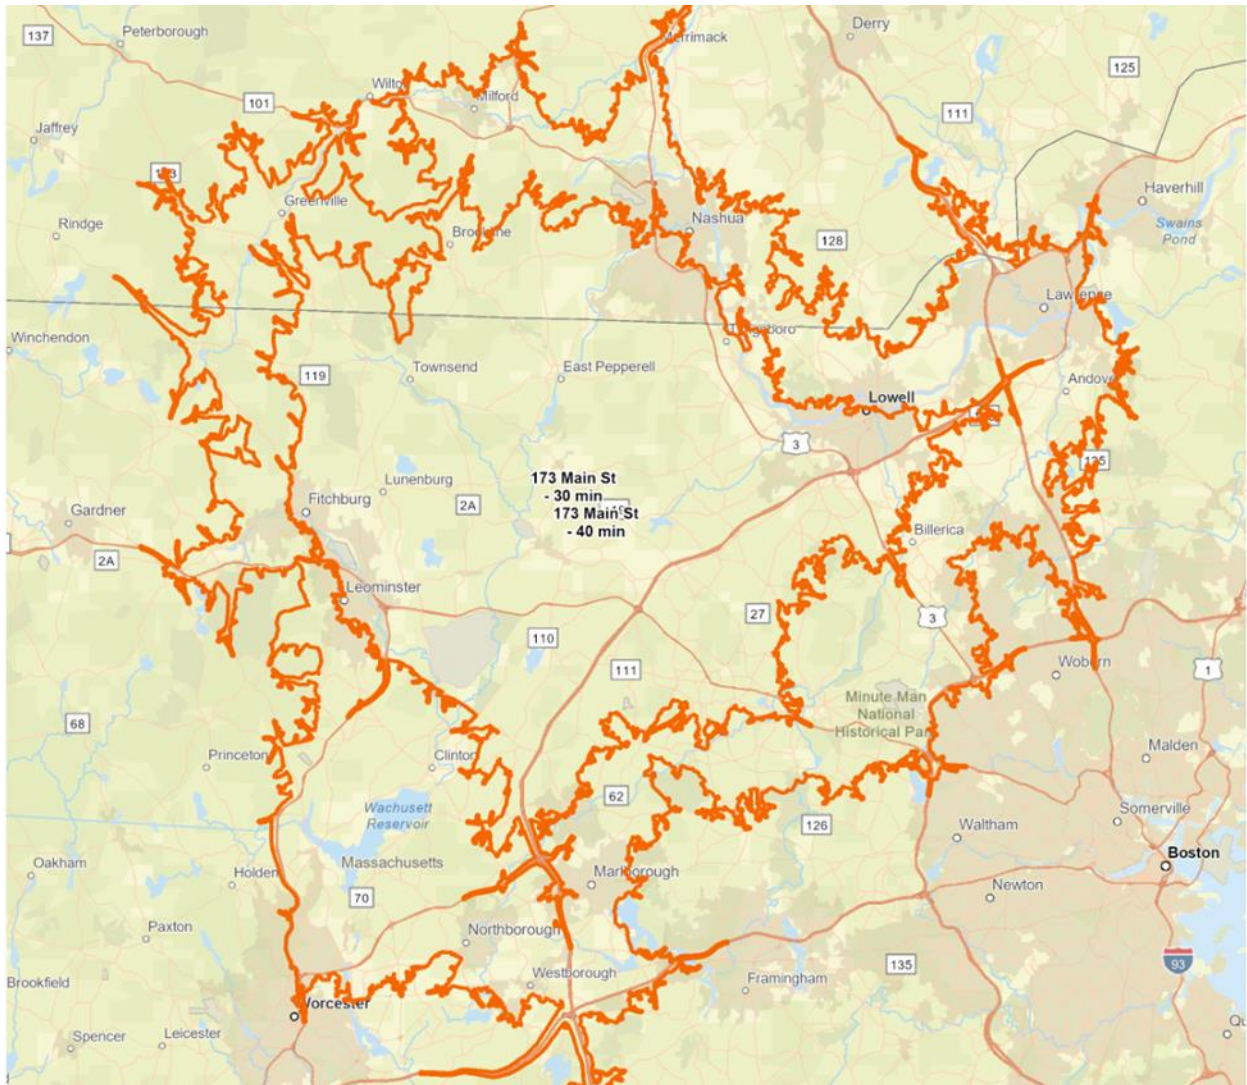 137
Peterborough
Derry
Merrimack
125
Wilton
Milford
101
111
Jaffrey
Haverhill
Greenville
Swains
Pond
Rindge
Nashua
128
Brookline
Lawrence
Winchendon
Tyngsboro
119
Townsend
East Pepperell
Andover
Lowell
3
125
173 Main St
- 30 min
Lunenburg
Fitchburg
2A
173 Main St
- 40 min
Gardner
Billerica
2A
Leominster
27
3
110
111
Woburn
1
Minute Man
National
Historical Park
68
Princeton
Clinton
Malden
62
Wachusett
Reservoir
Somerville
126
Waltham
Massachusetts
Boston
Oakham
Holden
Marlborough
Newton
70
Paxton
Northborough
135
93
Westborough
Framingham
Brookfield
Worcester
Spencer
Leicester